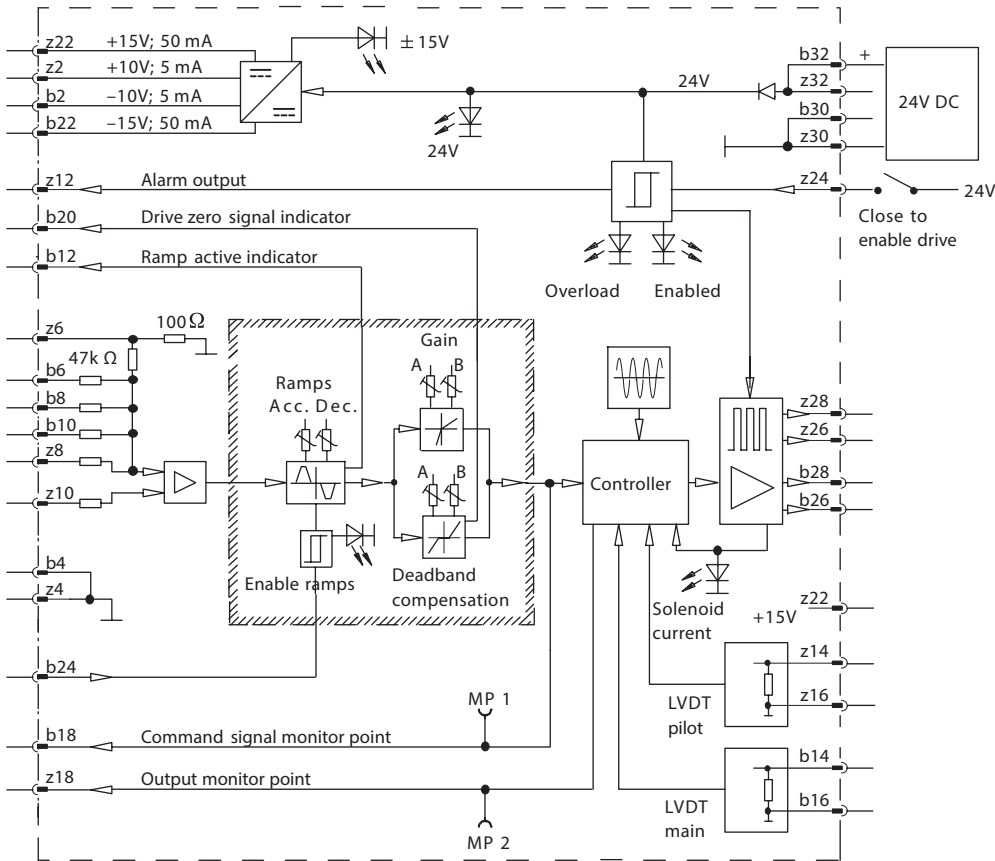 z22 +15V; 50 mA
z2 +10V; 5 mA
b2 –10V; 5 mA
b22 –15V; 50 mA
± 15V
24V
24V
b32 +
z32
b30
z30
24V DC
z12 Alarm output
z24
24V
b20 Drive zero signal indicator
Close to
enable drive
b12 Ramp active indicator
Overload
Enabled
z6
100 Ω
47k Ω
b6
b8
b10
z8
z10
Gain
A B
Ramps
Acc. Dec.
A B
Enable ramps
Deadband
compensation
Controller
z28
z26
b28
b26
b4
z4
Solenoid
current
z22
+15V
z14
z16
LVDT
pilot
b24
MP 1
b18 Command signal monitor point
z18 Output monitor point
MP 2
b14
b16
LVDT
main